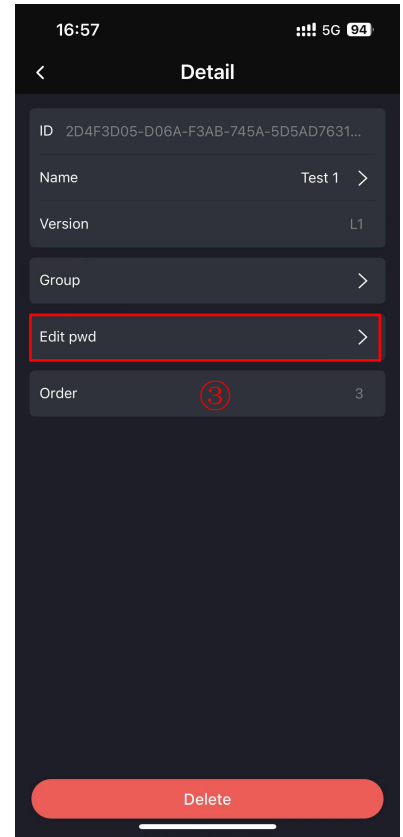 16:57 5G 94
Detail
ID 2D4F3D05-D06A-F3AB-745A-5D5AD7631...
Name Test 1
Version L1
Group
Edit pwd
Order ③ 3
Delete